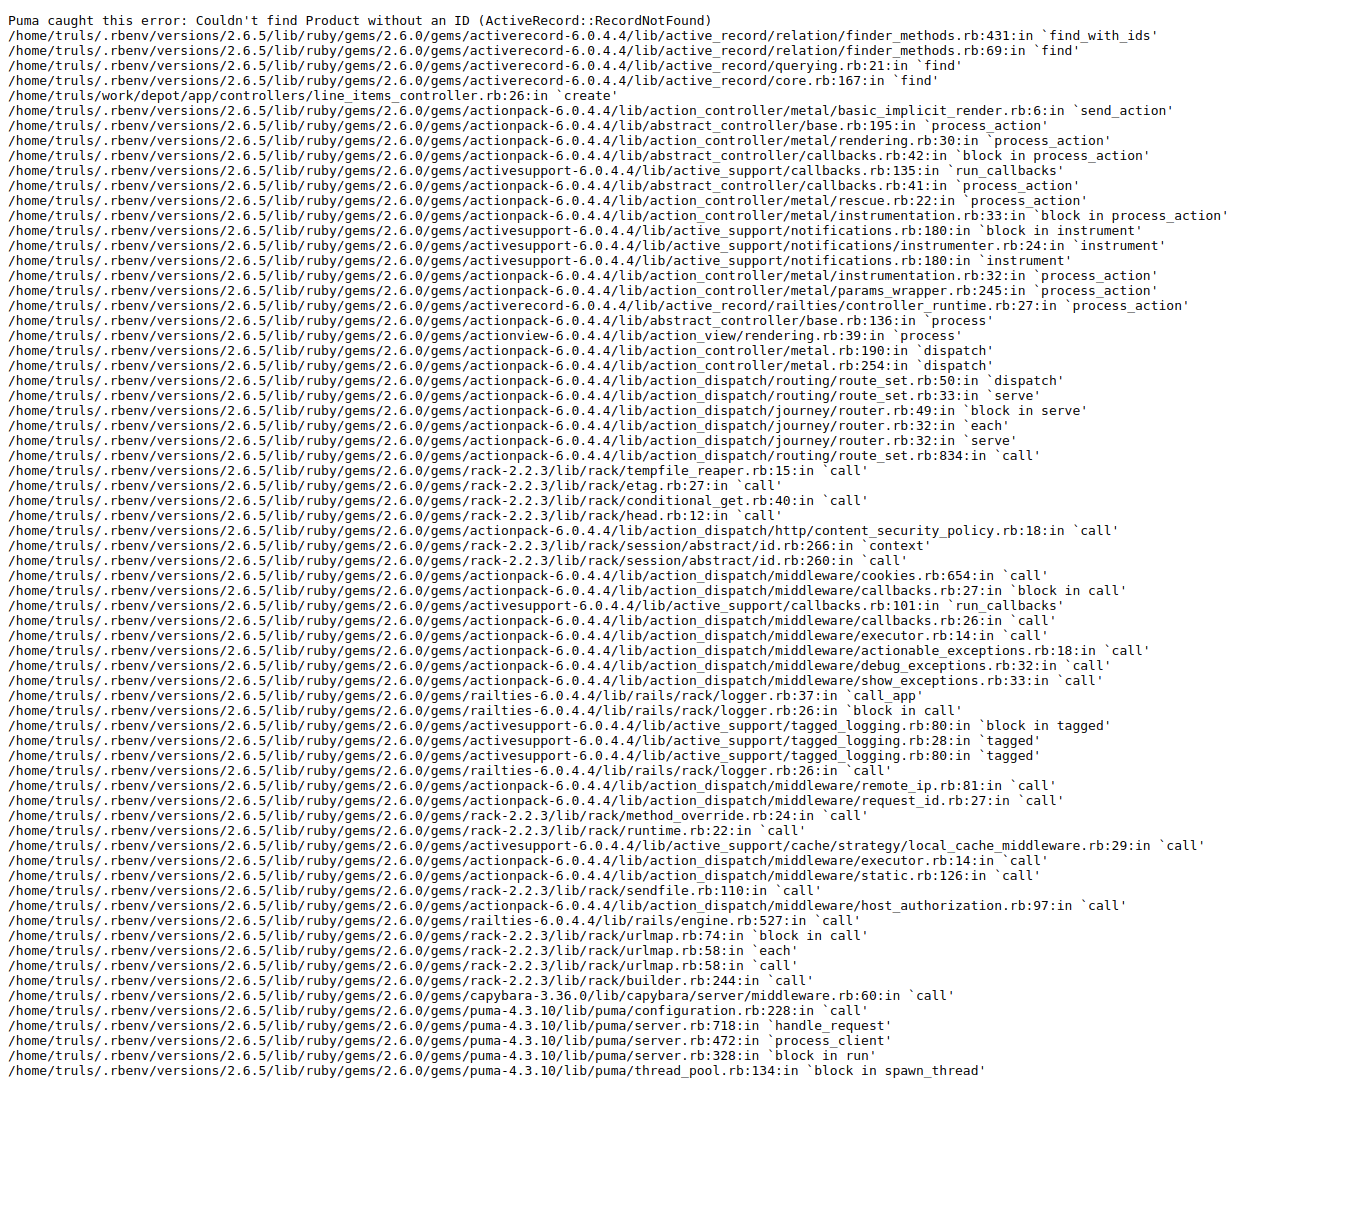 Puma caught this error: Couldn't find Product without an ID (ActiveRecord::RecordNotFound)
/home/truls/.rbenv/versions/2.6.5/lib/ruby/gems/2.6.0/gems/activerecord-6.0.4.4/lib/active_record/relation/finder_methods.rb:431:in `find_with_ids'
/home/truls/.rbenv/versions/2.6.5/lib/ruby/gems/2.6.0/gems/activerecord-6.0.4.4/lib/active_record/relation/finder_methods.rb:69:in `find'
/home/truls/.rbenv/versions/2.6.5/lib/ruby/gems/2.6.0/gems/activerecord-6.0.4.4/lib/active_record/querying.rb:21:in `find'
/home/truls/.rbenv/versions/2.6.5/lib/ruby/gems/2.6.0/gems/activerecord-6.0.4.4/lib/active_record/core.rb:167:in `find'
/home/truls/work/depot/app/controllers/line_items_controller.rb:26:in `create'
/home/truls/.rbenv/versions/2.6.5/lib/ruby/gems/2.6.0/gems/actionpack-6.0.4.4/lib/action_controller/metal/basic_implicit_render.rb:6:in `send_action'
/home/truls/.rbenv/versions/2.6.5/lib/ruby/gems/2.6.0/gems/actionpack-6.0.4.4/lib/abstract_controller/base.rb:195:in `process_action'
/home/truls/.rbenv/versions/2.6.5/lib/ruby/gems/2.6.0/gems/actionpack-6.0.4.4/lib/action_controller/metal/rendering.rb:30:in `process_action'
/home/truls/.rbenv/versions/2.6.5/lib/ruby/gems/2.6.0/gems/actionpack-6.0.4.4/lib/abstract_controller/callbacks.rb:42:in `block in process_action'
/home/truls/.rbenv/versions/2.6.5/lib/ruby/gems/2.6.0/gems/activesupport-6.0.4.4/lib/active_support/callbacks.rb:135:in `run_callbacks'
/home/truls/.rbenv/versions/2.6.5/lib/ruby/gems/2.6.0/gems/actionpack-6.0.4.4/lib/abstract_controller/callbacks.rb:41:in `process_action'
/home/truls/.rbenv/versions/2.6.5/lib/ruby/gems/2.6.0/gems/actionpack-6.0.4.4/lib/action_controller/metal/rescue.rb:22:in `process_action'
/home/truls/.rbenv/versions/2.6.5/lib/ruby/gems/2.6.0/gems/actionpack-6.0.4.4/lib/action_controller/metal/instrumentation.rb:33:in `block in process_action'
/home/truls/.rbenv/versions/2.6.5/lib/ruby/gems/2.6.0/gems/activesupport-6.0.4.4/lib/active_support/notifications.rb:180:in `block in instrument'
/home/truls/.rbenv/versions/2.6.5/lib/ruby/gems/2.6.0/gems/activesupport-6.0.4.4/lib/active_support/notifications/instrumenter.rb:24:in `instrument'
/home/truls/.rbenv/versions/2.6.5/lib/ruby/gems/2.6.0/gems/activesupport-6.0.4.4/lib/active_support/notifications.rb:180:in `instrument'
/home/truls/.rbenv/versions/2.6.5/lib/ruby/gems/2.6.0/gems/actionpack-6.0.4.4/lib/action_controller/metal/instrumentation.rb:32:in `process_action'
/home/truls/.rbenv/versions/2.6.5/lib/ruby/gems/2.6.0/gems/actionpack-6.0.4.4/lib/action_controller/metal/params_wrapper.rb:245:in `process_action'
/home/truls/.rbenv/versions/2.6.5/lib/ruby/gems/2.6.0/gems/activerecord-6.0.4.4/lib/active_record/railties/controller_runtime.rb:27:in `process_action'
/home/truls/.rbenv/versions/2.6.5/lib/ruby/gems/2.6.0/gems/actionpack-6.0.4.4/lib/abstract_controller/base.rb:136:in `process'
/home/truls/.rbenv/versions/2.6.5/lib/ruby/gems/2.6.0/gems/actionview-6.0.4.4/lib/action_view/rendering.rb:39:in `process'
/home/truls/.rbenv/versions/2.6.5/lib/ruby/gems/2.6.0/gems/actionpack-6.0.4.4/lib/action_controller/metal.rb:190:in `dispatch'
/home/truls/.rbenv/versions/2.6.5/lib/ruby/gems/2.6.0/gems/actionpack-6.0.4.4/lib/action_controller/metal.rb:254:in `dispatch'
/home/truls/.rbenv/versions/2.6.5/lib/ruby/gems/2.6.0/gems/actionpack-6.0.4.4/lib/action_dispatch/routing/route_set.rb:50:in `dispatch'
/home/truls/.rbenv/versions/2.6.5/lib/ruby/gems/2.6.0/gems/actionpack-6.0.4.4/lib/action_dispatch/routing/route_set.rb:33:in `serve'
/home/truls/.rbenv/versions/2.6.5/lib/ruby/gems/2.6.0/gems/actionpack-6.0.4.4/lib/action_dispatch/journey/router.rb:49:in `block in serve'
/home/truls/.rbenv/versions/2.6.5/lib/ruby/gems/2.6.0/gems/actionpack-6.0.4.4/lib/action_dispatch/journey/router.rb:32:in `each'
/home/truls/.rbenv/versions/2.6.5/lib/ruby/gems/2.6.0/gems/actionpack-6.0.4.4/lib/action_dispatch/journey/router.rb:32:in `serve'
/home/truls/.rbenv/versions/2.6.5/lib/ruby/gems/2.6.0/gems/actionpack-6.0.4.4/lib/action_dispatch/routing/route_set.rb:834:in `call'
/home/truls/.rbenv/versions/2.6.5/lib/ruby/gems/2.6.0/gems/rack-2.2.3/lib/rack/tempfile_reaper.rb:15:in `call'
/home/truls/.rbenv/versions/2.6.5/lib/ruby/gems/2.6.0/gems/rack-2.2.3/lib/rack/etag.rb:27:in `call'
/home/truls/.rbenv/versions/2.6.5/lib/ruby/gems/2.6.0/gems/rack-2.2.3/lib/rack/conditional_get.rb:40:in `call'
/home/truls/.rbenv/versions/2.6.5/lib/ruby/gems/2.6.0/gems/rack-2.2.3/lib/rack/head.rb:12:in `call'
/home/truls/.rbenv/versions/2.6.5/lib/ruby/gems/2.6.0/gems/actionpack-6.0.4.4/lib/action_dispatch/http/content_security_policy.rb:18:in `call'
/home/truls/.rbenv/versions/2.6.5/lib/ruby/gems/2.6.0/gems/rack-2.2.3/lib/rack/session/abstract/id.rb:266:in `context'
/home/truls/.rbenv/versions/2.6.5/lib/ruby/gems/2.6.0/gems/rack-2.2.3/lib/rack/session/abstract/id.rb:260:in `call'
/home/truls/.rbenv/versions/2.6.5/lib/ruby/gems/2.6.0/gems/actionpack-6.0.4.4/lib/action_dispatch/middleware/cookies.rb:654:in `call'
/home/truls/.rbenv/versions/2.6.5/lib/ruby/gems/2.6.0/gems/actionpack-6.0.4.4/lib/action_dispatch/middleware/callbacks.rb:27:in `block in call'
/home/truls/.rbenv/versions/2.6.5/lib/ruby/gems/2.6.0/gems/activesupport-6.0.4.4/lib/active_support/callbacks.rb:101:in `run_callbacks'
/home/truls/.rbenv/versions/2.6.5/lib/ruby/gems/2.6.0/gems/actionpack-6.0.4.4/lib/action_dispatch/middleware/callbacks.rb:26:in `call'
/home/truls/.rbenv/versions/2.6.5/lib/ruby/gems/2.6.0/gems/actionpack-6.0.4.4/lib/action_dispatch/middleware/executor.rb:14:in `call'
/home/truls/.rbenv/versions/2.6.5/lib/ruby/gems/2.6.0/gems/actionpack-6.0.4.4/lib/action_dispatch/middleware/actionable_exceptions.rb:18:in `call'
/home/truls/.rbenv/versions/2.6.5/lib/ruby/gems/2.6.0/gems/actionpack-6.0.4.4/lib/action_dispatch/middleware/debug_exceptions.rb:32:in `call'
/home/truls/.rbenv/versions/2.6.5/lib/ruby/gems/2.6.0/gems/actionpack-6.0.4.4/lib/action_dispatch/middleware/show_exceptions.rb:33:in `call'
/home/truls/.rbenv/versions/2.6.5/lib/ruby/gems/2.6.0/gems/railties-6.0.4.4/lib/rails/rack/logger.rb:37:in `call_app'
/home/truls/.rbenv/versions/2.6.5/lib/ruby/gems/2.6.0/gems/railties-6.0.4.4/lib/rails/rack/logger.rb:26:in `block in call'
/home/truls/.rbenv/versions/2.6.5/lib/ruby/gems/2.6.0/gems/activesupport-6.0.4.4/lib/active_support/tagged_logging.rb:80:in `block in tagged'
/home/truls/.rbenv/versions/2.6.5/lib/ruby/gems/2.6.0/gems/activesupport-6.0.4.4/lib/active_support/tagged_logging.rb:28:in `tagged'
/home/truls/.rbenv/versions/2.6.5/lib/ruby/gems/2.6.0/gems/activesupport-6.0.4.4/lib/active_support/tagged_logging.rb:80:in `tagged'
/home/truls/.rbenv/versions/2.6.5/lib/ruby/gems/2.6.0/gems/railties-6.0.4.4/lib/rails/rack/logger.rb:26:in `call'
/home/truls/.rbenv/versions/2.6.5/lib/ruby/gems/2.6.0/gems/actionpack-6.0.4.4/lib/action_dispatch/middleware/remote_ip.rb:81:in `call'
/home/truls/.rbenv/versions/2.6.5/lib/ruby/gems/2.6.0/gems/actionpack-6.0.4.4/lib/action_dispatch/middleware/request_id.rb:27:in `call'
/home/truls/.rbenv/versions/2.6.5/lib/ruby/gems/2.6.0/gems/rack-2.2.3/lib/rack/method_override.rb:24:in `call'
/home/truls/.rbenv/versions/2.6.5/lib/ruby/gems/2.6.0/gems/rack-2.2.3/lib/rack/runtime.rb:22:in `call'
/home/truls/.rbenv/versions/2.6.5/lib/ruby/gems/2.6.0/gems/activesupport-6.0.4.4/lib/active_support/cache/strategy/local_cache_middleware.rb:29:in `call'
/home/truls/.rbenv/versions/2.6.5/lib/ruby/gems/2.6.0/gems/actionpack-6.0.4.4/lib/action_dispatch/middleware/executor.rb:14:in `call'
/home/truls/.rbenv/versions/2.6.5/lib/ruby/gems/2.6.0/gems/actionpack-6.0.4.4/lib/action_dispatch/middleware/static.rb:126:in `call'
/home/truls/.rbenv/versions/2.6.5/lib/ruby/gems/2.6.0/gems/rack-2.2.3/lib/rack/sendfile.rb:110:in `call'
/home/truls/.rbenv/versions/2.6.5/lib/ruby/gems/2.6.0/gems/actionpack-6.0.4.4/lib/action_dispatch/middleware/host_authorization.rb:97:in `call'
/home/truls/.rbenv/versions/2.6.5/lib/ruby/gems/2.6.0/gems/railties-6.0.4.4/lib/rails/engine.rb:527:in `call'
/home/truls/.rbenv/versions/2.6.5/lib/ruby/gems/2.6.0/gems/rack-2.2.3/lib/rack/urlmap.rb:74:in `block in call'
/home/truls/.rbenv/versions/2.6.5/lib/ruby/gems/2.6.0/gems/rack-2.2.3/lib/rack/urlmap.rb:58:in `each'
/home/truls/.rbenv/versions/2.6.5/lib/ruby/gems/2.6.0/gems/rack-2.2.3/lib/rack/urlmap.rb:58:in `call'
/home/truls/.rbenv/versions/2.6.5/lib/ruby/gems/2.6.0/gems/rack-2.2.3/lib/rack/builder.rb:244:in `call'
/home/truls/.rbenv/versions/2.6.5/lib/ruby/gems/2.6.0/gems/capybara-3.36.0/lib/capybara/server/middleware.rb:60:in `call'
/home/truls/.rbenv/versions/2.6.5/lib/ruby/gems/2.6.0/gems/puma-4.3.10/lib/puma/configuration.rb:228:in `call'
/home/truls/.rbenv/versions/2.6.5/lib/ruby/gems/2.6.0/gems/puma-4.3.10/lib/puma/server.rb:718:in `handle_request'
/home/truls/.rbenv/versions/2.6.5/lib/ruby/gems/2.6.0/gems/puma-4.3.10/lib/puma/server.rb:472:in `process_client'
/home/truls/.rbenv/versions/2.6.5/lib/ruby/gems/2.6.0/gems/puma-4.3.10/lib/puma/server.rb:328:in `block in run'
/home/truls/.rbenv/versions/2.6.5/lib/ruby/gems/2.6.0/gems/puma-4.3.10/lib/puma/thread_pool.rb:134:in `block in spawn_thread'